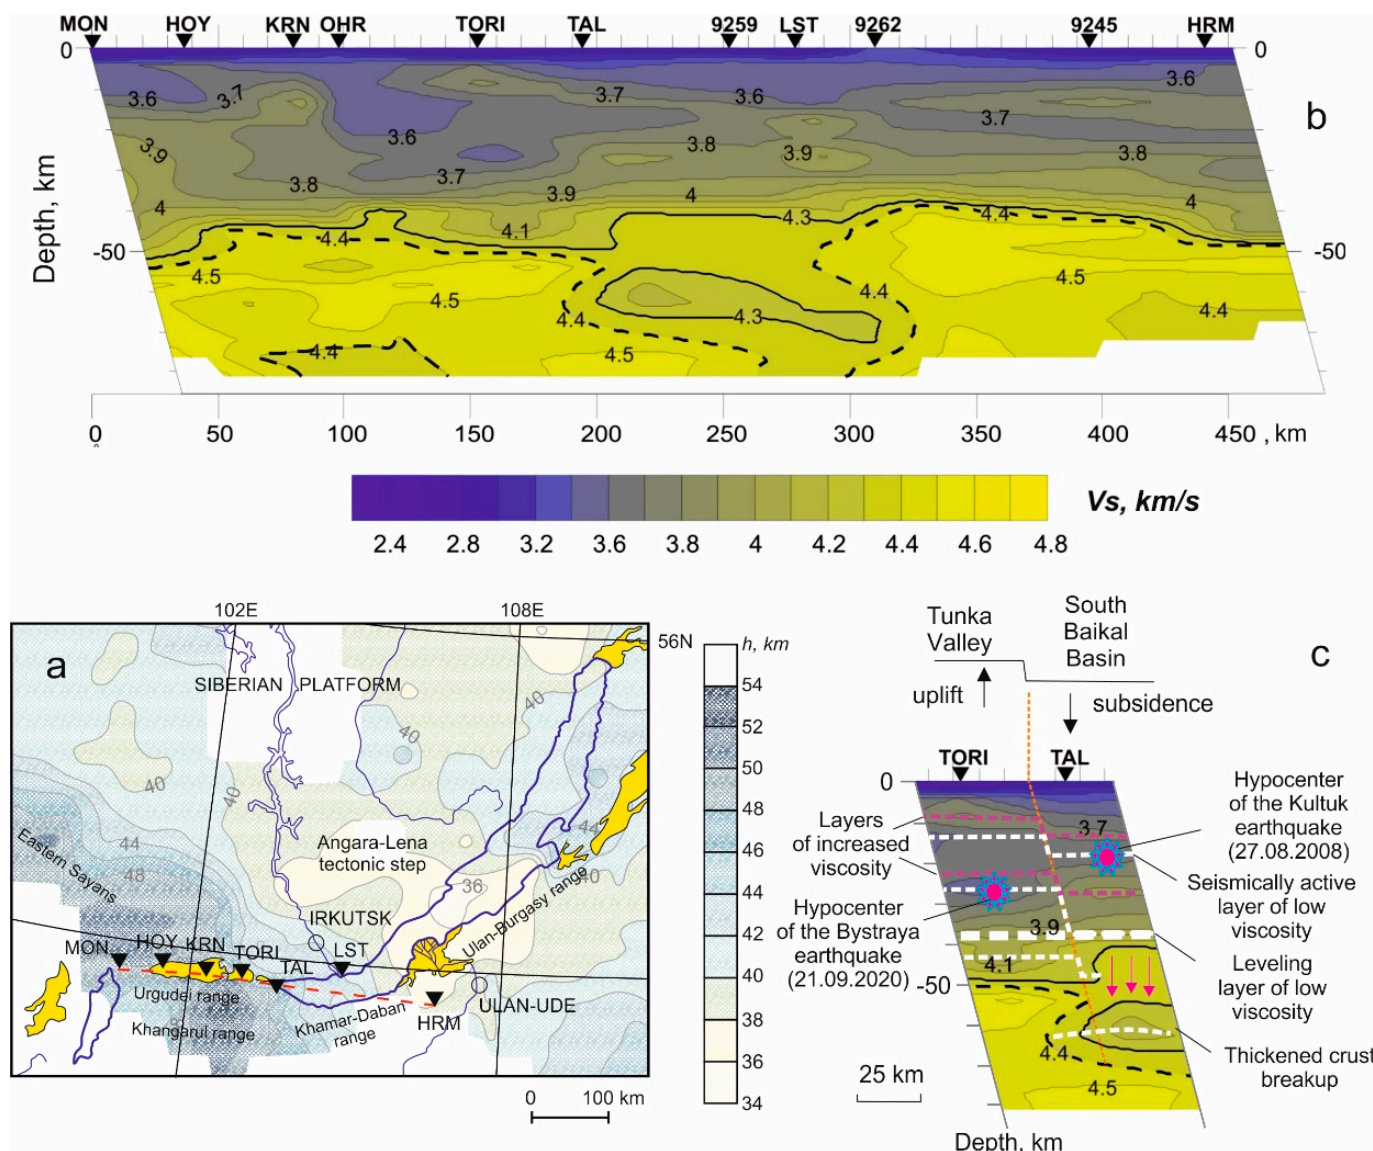 MON HOY KRN OHR TORI TAL 9259 LST 9262 9245 HRM
0 0
3.6 3.7 3.7 3.6 3.6
b
3.6 3.7
3.9 3.8 3.9 3.8
3.8 3.7 3.9 4 4
4 4.3 4.4
4.4 4.1
-50 -50
4.5 4.5 4.5
4.4 4.3 4.4 4.4
4.4 4.5
Depth, km
0 50 100 150 200 250 300 350 400 450 , km
Vs, km/s
2.4 2.8 3.2 3.6 3.8 4 4.2 4.4 4.6 4.8
102E 108E
56N
a
SIBERIAN PLATFORM
40
40
40
40
44
44
48
36
40
Angara-Lena
tectonic step
Eastern Sayans
IRKUTSK
Ulan-Burgasy range
MON HOY KRN TORI TAL LST
Urgudei range
Khangarul range
Khamar-Daban
range
HRM
ULAN-UDE
0 100 km
h, km
54
52
50
48
46
44
42
40
38
36
34
c
Tunka
Valley
South
Baikal
Basin
uplift
subsidence
TORI TAL
0
Layers
of increased
viscosity
3.7
Hypocenter
of the Kultuk
earthquake
(27.08.2008)
Seismically active
layer of low
viscosity
Hypocenter
of the Bystraya
earthquake
(21.09.2020)
3.9
4.1
-50
Leveling
layer of low
viscosity
4.4
4.5
Thickened crust
breakup
25 km
Depth, km